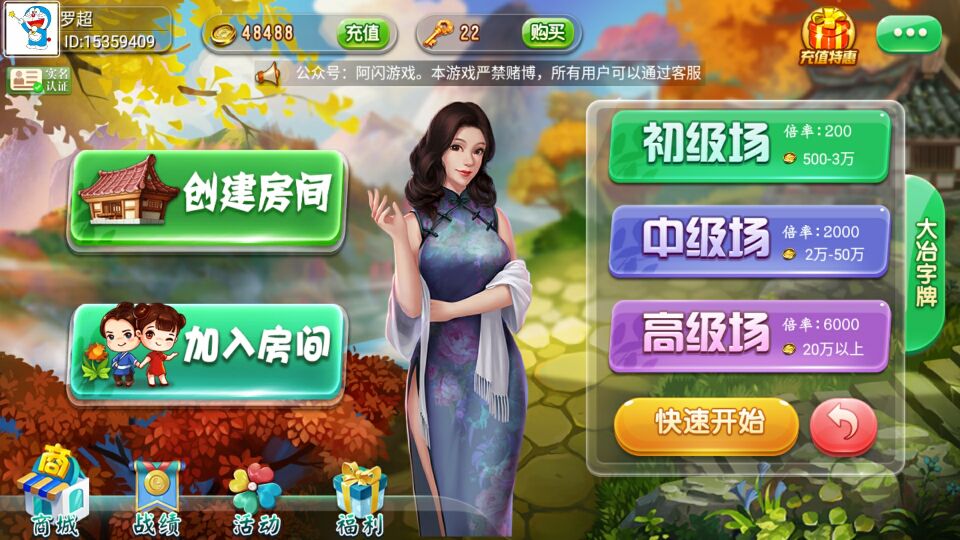 罗超
ID:15359409
48488
充值
22
购买
充值特惠
实名
认证
公众号：阿闪游戏。本游戏严禁赌博，所有用户可以通过客服
创建房间
加入房间
初级场
倍率:200
500-3万
中级场
倍率:2000
2万-50万
高级场
倍率:6000
20万以上
大冶字牌
快速开始
商
商城
战绩
活动
福利